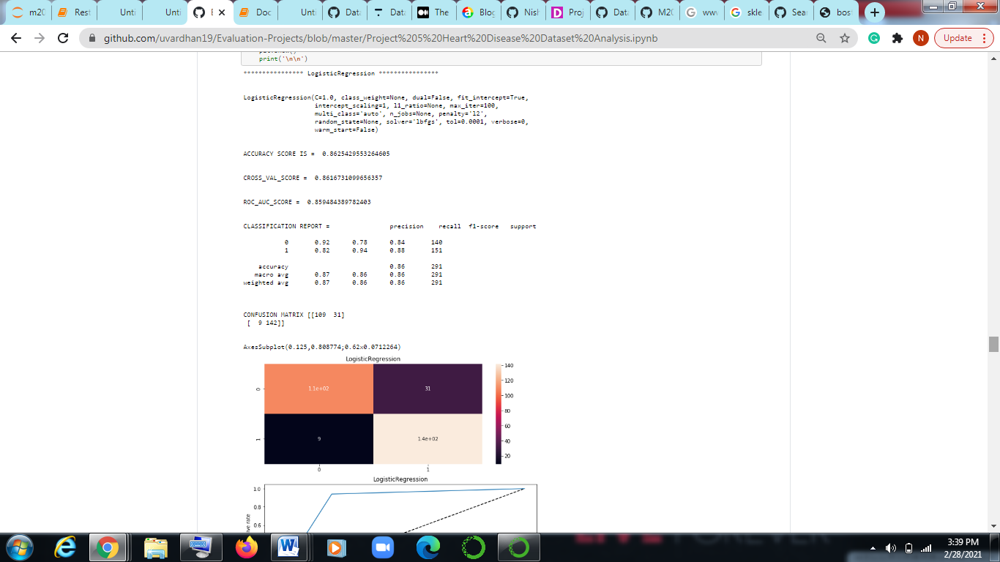 m20
Rest
Unti
Unti
E
Doc
Unti
Data
Data
The
Blog
Nish
Proj
Data
M20
www
skle
Sear
bost
github.com/uvardhan19/Evaluation-Projects/blob/master/Project%205%20Heart%20Disease%20Dataset%20Analysis.ipynb
N
Update
print('\n\n')
**************** LogisticRegression ****************
LogisticRegression(C=1.0, class_weight=None, dual=False, fit_intercept=True,
intercept_scaling=1, l1_ratio=None, max_iter=100,
multi_class='auto', n_jobs=None, penalty='l2',
random_state=None, solver='lbfgs', tol=0.0001, verbose=0,
warm_start=False)
ACCURACY SCORE IS = 0.8625429553264605
CROSS_VAL_SCORE = 0.8616731099656357
ROC_AUC_SCORE = 0.859484389782403
CLASSIFICATION REPORT = precision recall f1-score support
0 0.92 0.78 0.84 140
1 0.82 0.94 0.88 151
accuracy 0.86 291
macro avg 0.87 0.86 0.86 291
weighted avg 0.87 0.86 0.86 291
CONFUSION MATRIX [[109 31]
[ 9 142]]
AxesSubplot(0.125,0.808774;0.62x0.0712264)
LogisticRegression
0 1.1e+02 31
1 9 1.4e+02
0 1
140
120
100
80
60
40
20
LogisticRegression
1.0
0.8
0.6
ive rate
3:39 PM
2/28/2021